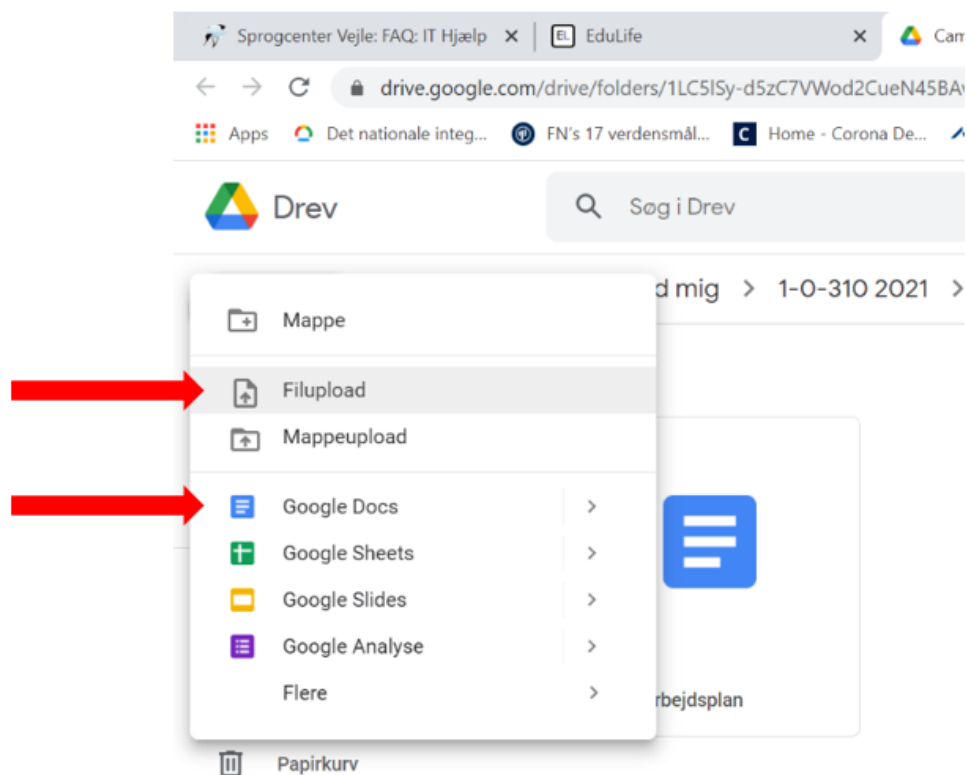 Sprogcenter Vejle: FAQ: IT Hjælp
EL EduLife
Cam
drive.google.com/drive/folders/1LC5lSy-d5zC7VWod2CueN45BA
Apps Det nationale integ... FN's 17 verdensmål... C Home - Corona De...
Drev
Søg i Drev
d mig > 1-0-310 2021 >
Mappe
Filupload
Mappeupload
Google Docs >
Google Sheets >
Google Slides >
Google Analyse >
Flere >
rbejdsplan
Papirkurv